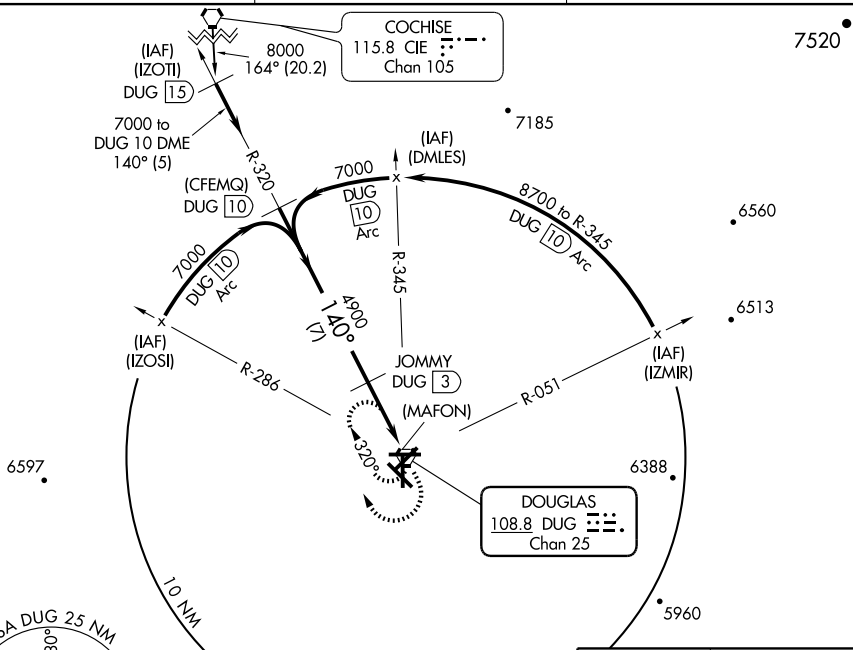 COCHISE
115.8 CIE
Chan 105
7520
(IAF)
(IZOTI)
DUG 15
8000
164° (20.2)
7000 to
DUG 10 DME
140° (5)
R-320
7185
(IAF)
(DMLES)
(CFEMQ)
DUG 10
7000
DUG
10
Arc
8700 to R-345
DUG 10 Arc
6560
7000
DUG 10
Arc
R-345
4900
140°
(7)
6513
(IAF)
(IZOSI)
R-286
JOMMY
DUG 3
(MAFON)
R-051
(IAF)
(IZMIR)
320°
6597
6388
DOUGLAS
108.8 DUG
Chan 25
10 NM
5960
SA DUG 25 NM
80°